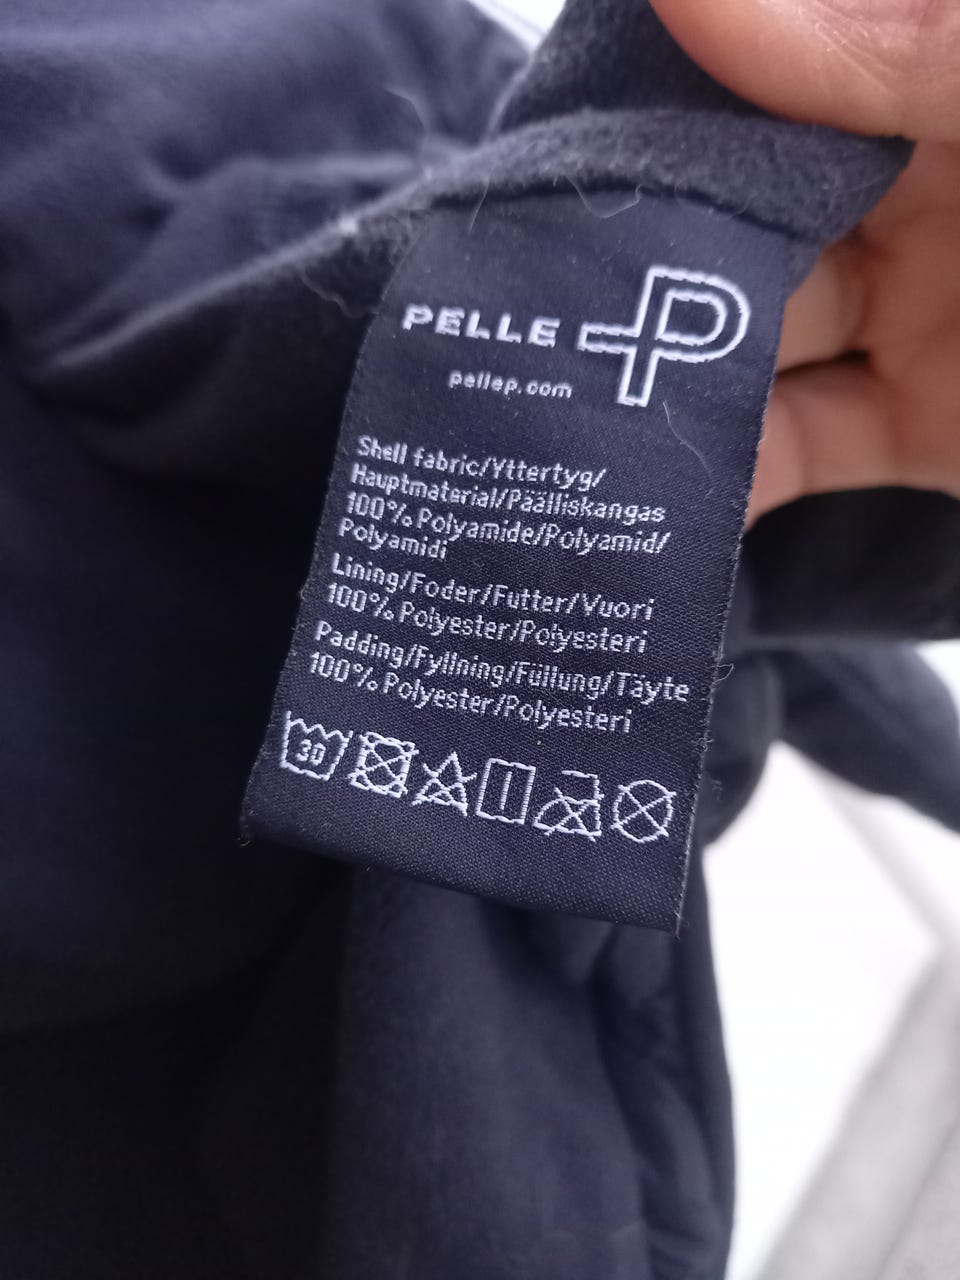 PELLE P
pellep.com
Shell fabric/Yttertyg/
Hauptmaterial/Päälliskangas
100% Polyamide/Polyamid/
Polyamidi
Lining/Foder/Futter/Vuori
100% Polyester/Polyesteri
Padding/Fyllning/Füllung/Täyte
100% Polyester/Polyesteri
30